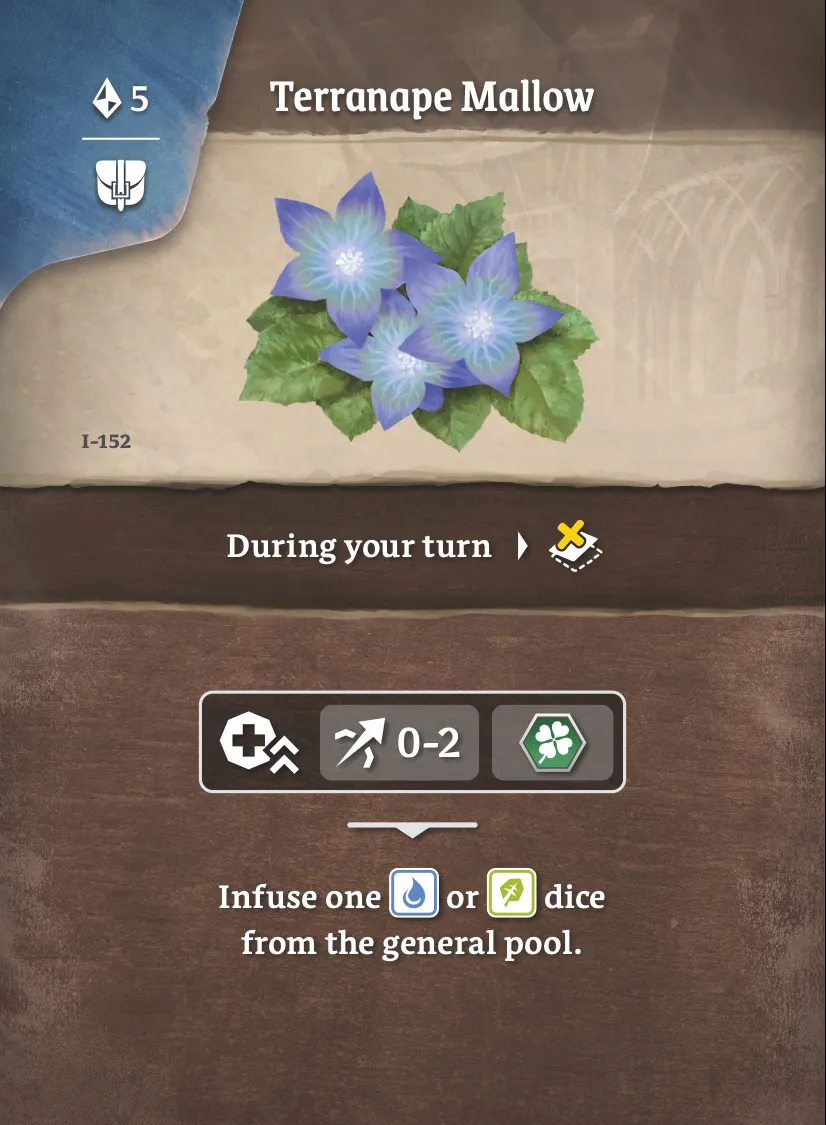 5
Terranape Mallow
I-152
During your turn
0-2
Infuse one or dice
from the general pool.